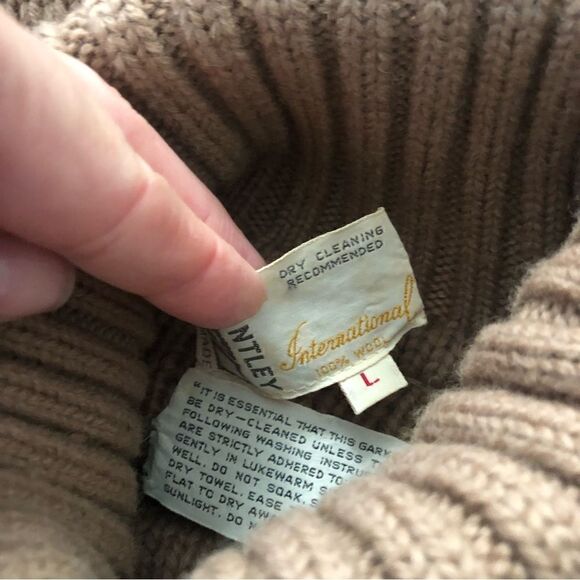 DRY CLEANING
RECOMMENDED
NTLEY
International
100% WOOL
MADE
L
"IT IS ESSENTIAL THAT THIS GAR
BE DRY-CLEANED UNLESS T
FOLLOWING WASHING INSTRU
ARE STRICTLY ADHERED TO
GENTLY IN LUKEWARM S
WELL. DO NOT SOAK, S
DRY TOWEL. EASE
FLAT TO DRY AW
SUNLIGHT. DO N